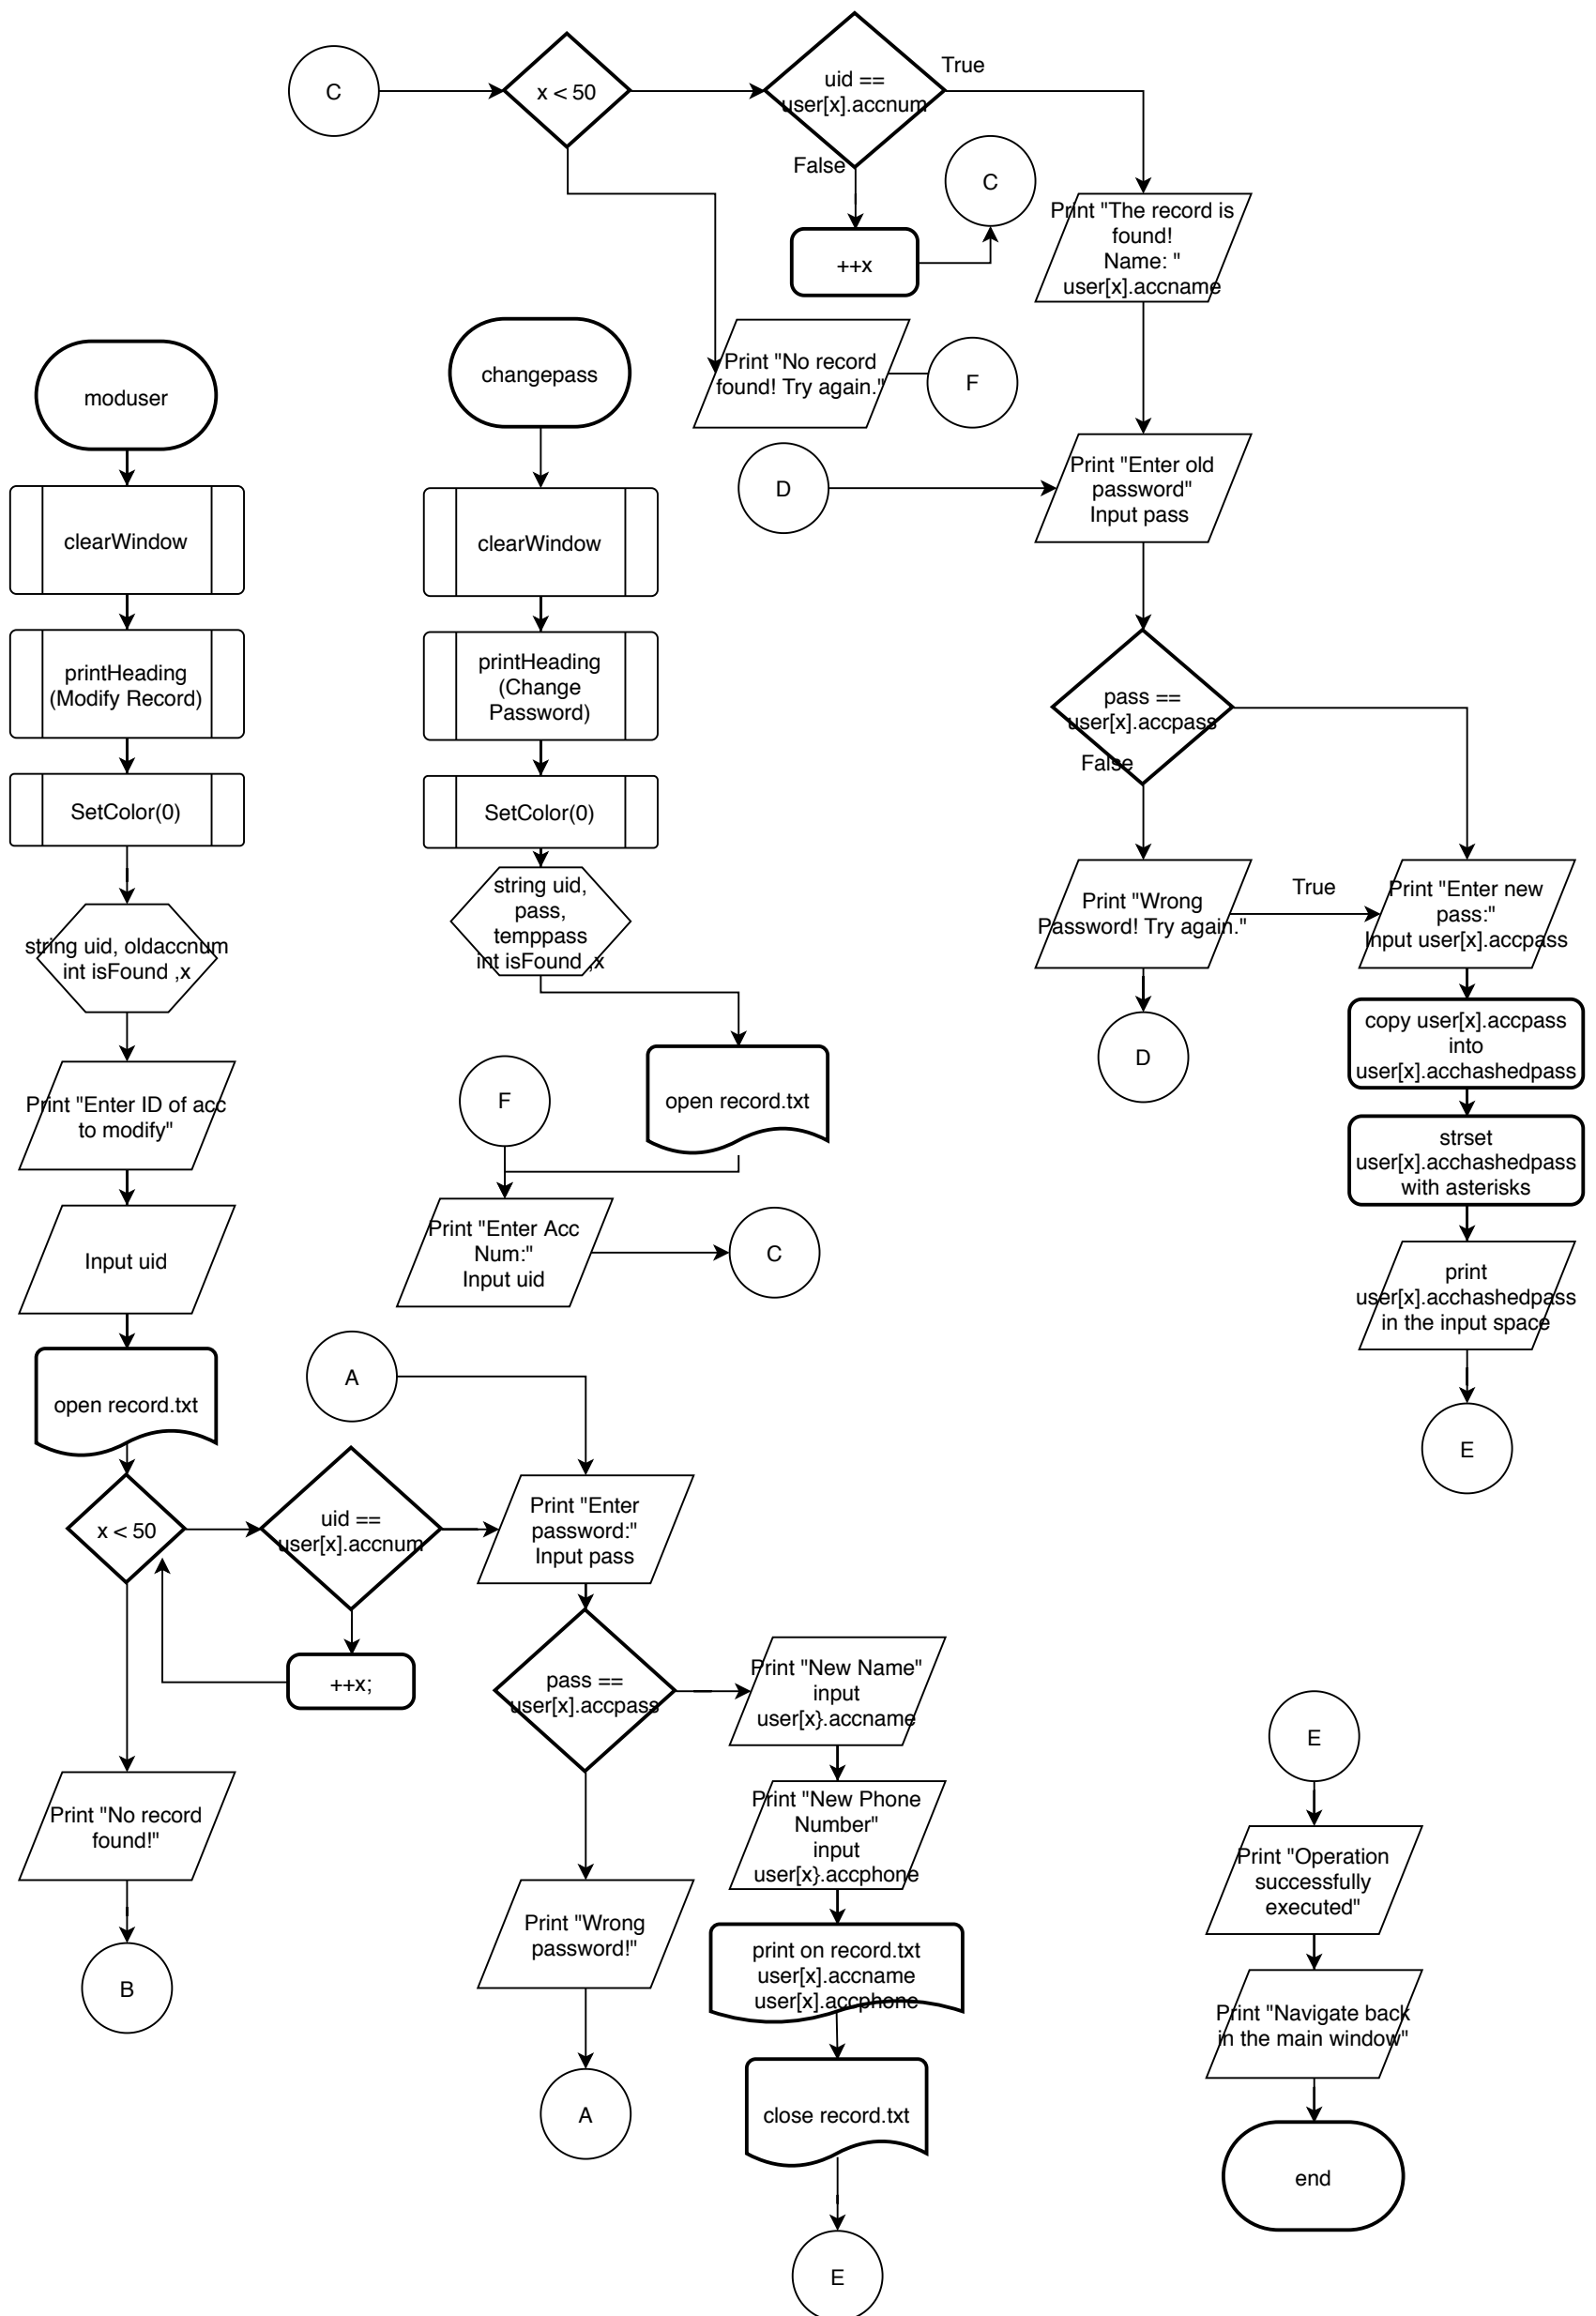 C
x < 50
uid ==
user[x].accnum
True
False
++x
C
Print "The record is
found!
Name: "
user[x].accname
Print "No record
found! Try again."
F
D
Print "Enter old
password"
Input pass
pass ==
user[x].accpass
False
Print "Wrong
Password! Try again."
True
D
Print "Enter new
pass:"
Input user[x].accpass
copy user[x].accpass
into
user[x].acchashedpass
strset
user[x].acchashedpass
with asterisks
print
user[x].acchashedpass
in the input space
E
moduser
clearWindow
printHeading
(Modify Record)
SetColor(0)
string uid, oldaccnum
int isFound ,x
Print "Enter ID of acc
to modify"
Input uid
open record.txt
x < 50
uid ==
user[x].accnum
++x;
Print "No record
found!"
B
changepass
clearWindow
printHeading
(Change
Password)
SetColor(0)
string uid,
pass,
temppass
int isFound ,x
open record.txt
F
Print "Enter Acc
Num:"
Input uid
C
A
Print "Enter
password:"
Input pass
pass ==
user[x].accpass
Print "Wrong
password!"
A
Print "New Name"
input
user[x}.accname
Print "New Phone
Number"
input
user[x}.accphone
print on record.txt
user[x].accname
user[x].accphone
close record.txt
E
E
Print "Operation
successfully
executed"
Print "Navigate back
in the main window"
end